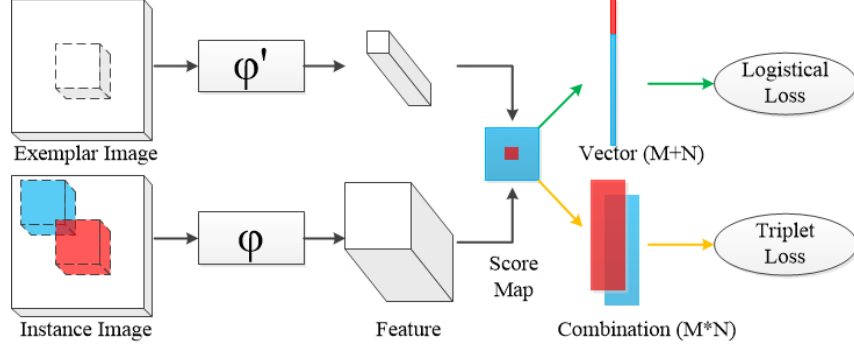 φ'
Exemplar Image
Logistical
Loss
Vector (M+N)
φ
Score
Map
Triplet
Loss
Instance Image
Feature
Combination (M*N)